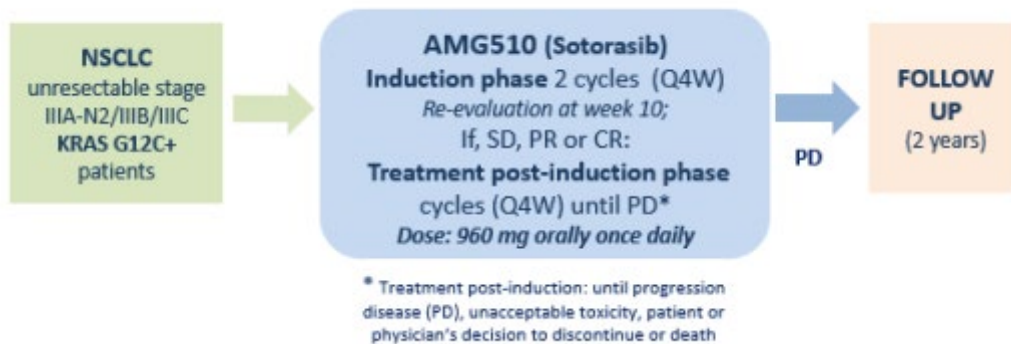 NSCLC
unresectable stage
IIIA-N2/IIIB/IIIC
KRAS G12C+
patients
AMG510 (Sotorasib)
Induction phase 2 cycles (Q4W)
Re-evaluation at week 10;
If, SD, PR or CR:
Treatment post-induction phase
cycles (Q4W) until PD*
Dose: 960 mg orally once daily
PD
FOLLOW
UP
(2 years)
* Treatment post-induction: until progression
disease (PD), unacceptable toxicity, patient or
physician's decision to discontinue or death